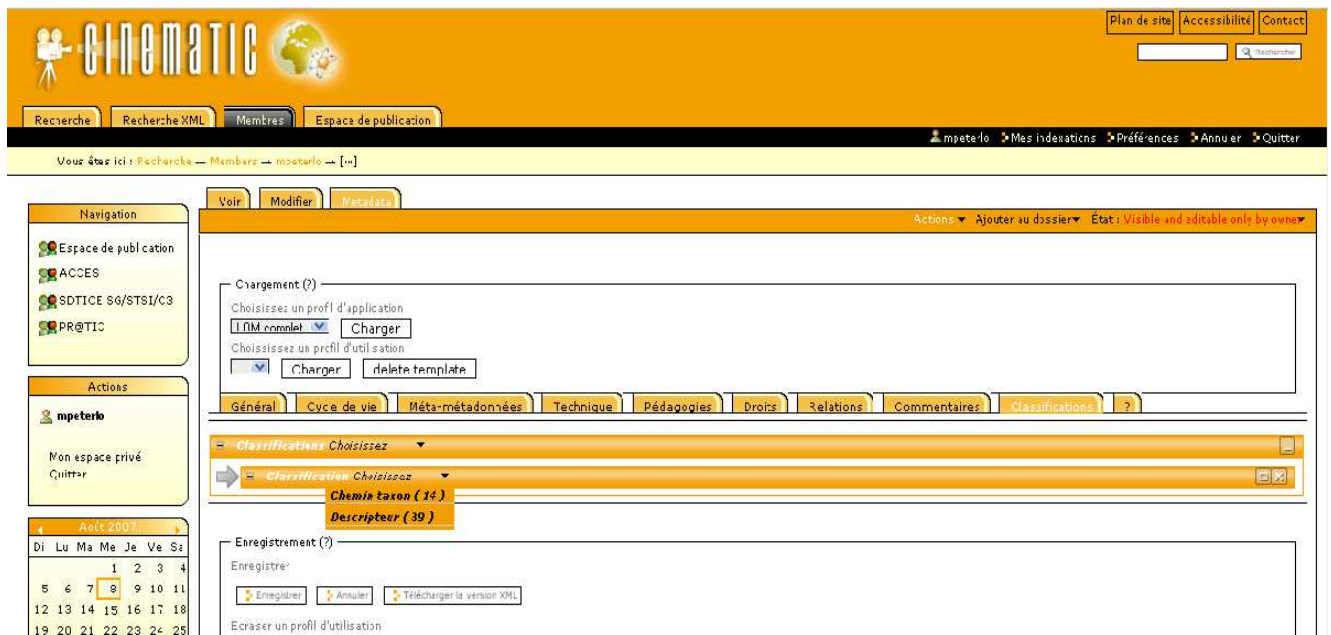 Plan de site Accessibilité Contact
CINEMATIC
Rechercher
Recherche Recherche XML Membres Espace de publication
mpeterlo Mes indexations Préférences Annuler Quitter
Vous êtes ici : Recherche — Members → mpeterlo → [...]
Voir Modifier Metadata
Navigation
Actions Ajouter au dossier État : Visible and editable only by owner
Espace de publication
ACCES
SDTICE SG/STSI/C3
PR@TIC
Chargement (?)
Choisissez un profil d'application
LOM complet Charger
Choississez un profil d'utilisation
Charger delete template
Actions
mpeterlo
Mon espace privé
Quitter
Général Cyce de vie Méta-métadonnées Technique Pédagogies Droits Relations Commentaires Classifications ?
Classifications Choisissez
Classification Choisissez
Chemin taxon ( 14 )
Descripteur ( 39 )
Août 2007
Di Lu Ma Me Je Ve Sa
1 2 3 4
5 6 7 8 9 10 11
12 13 14 15 16 17 18
19 20 21 22 23 24 25
Enregistrement (?)
Enregistrer
Enregistrer Annuler Télécharger la version XML
Ecraser un profil d'utilisation